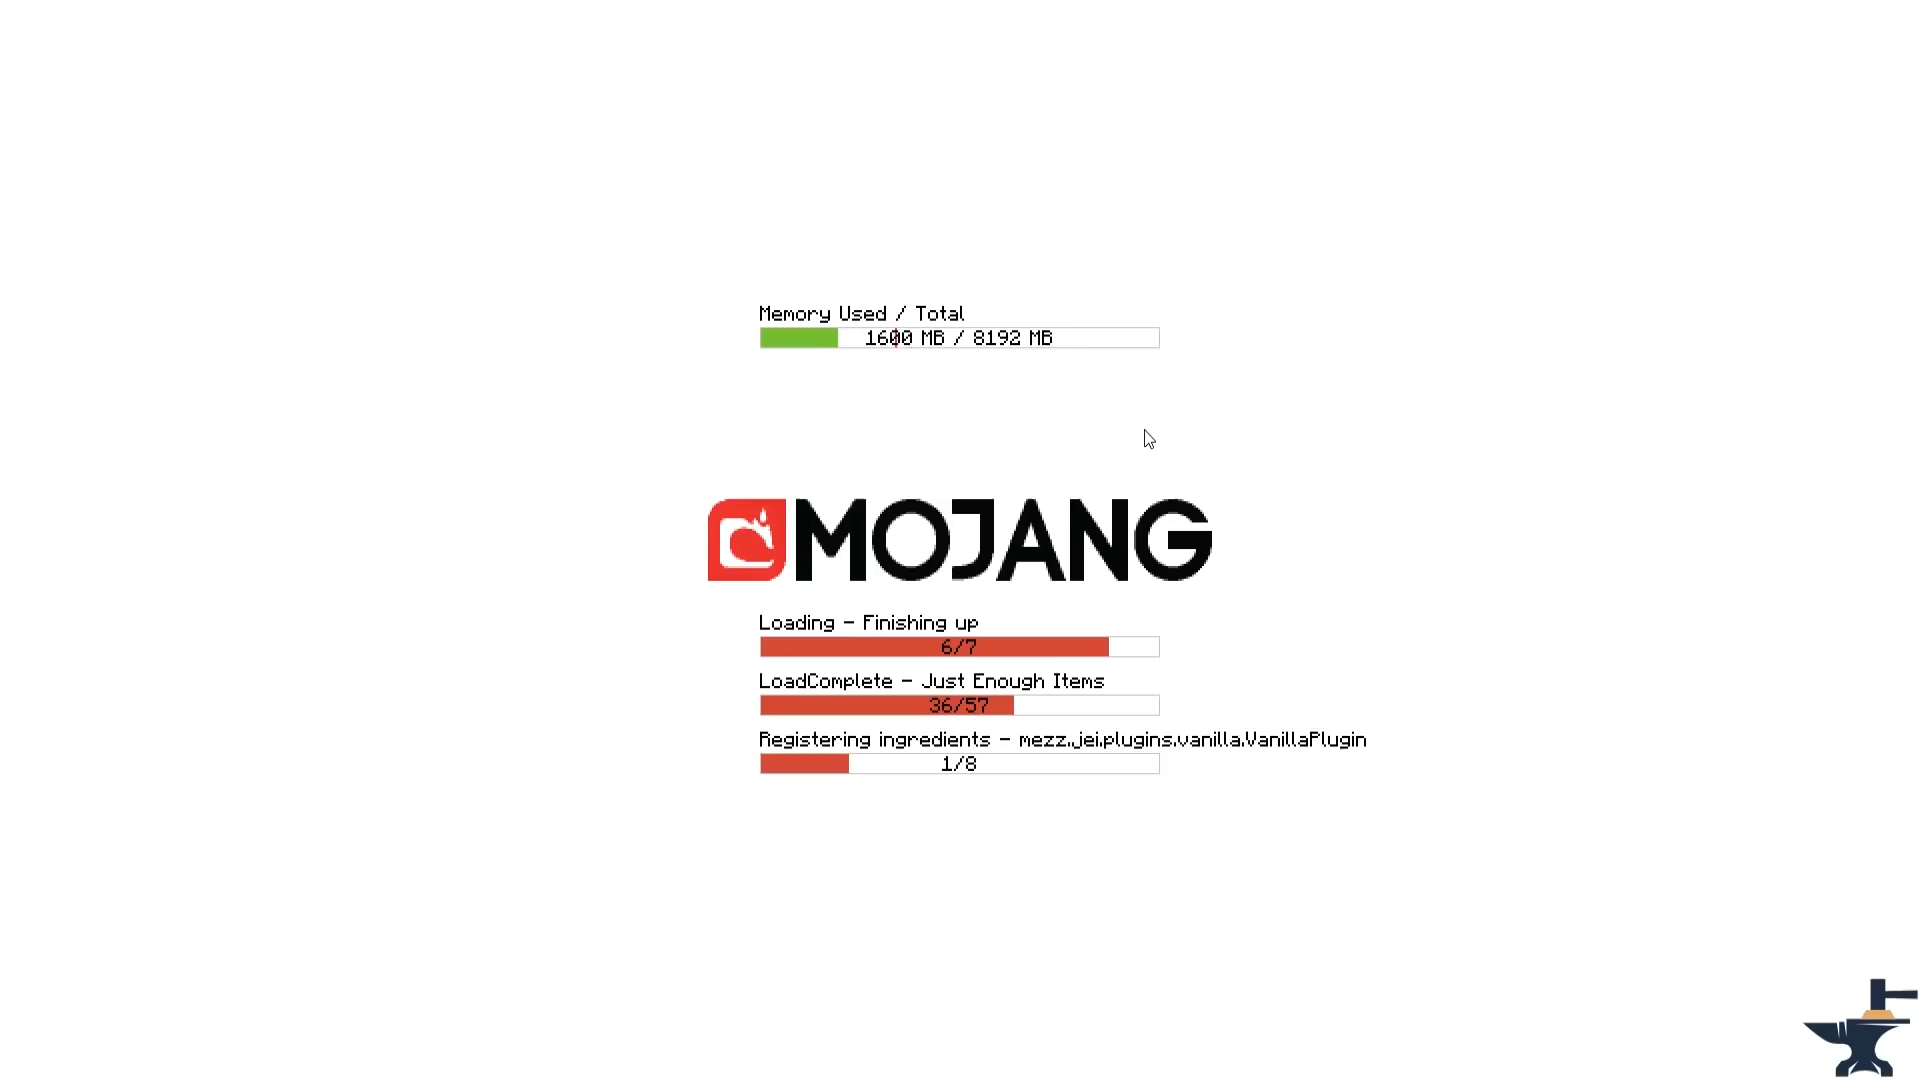 Memory Used / Total
1600 MB / 8192 MB
MOJANG
Loading - Finishing up
6/7
LoadComplete - Just Enough Items
36/57
Registering ingredients - mezz.jei.plugins.vanilla.VanillaPlugin
1/8